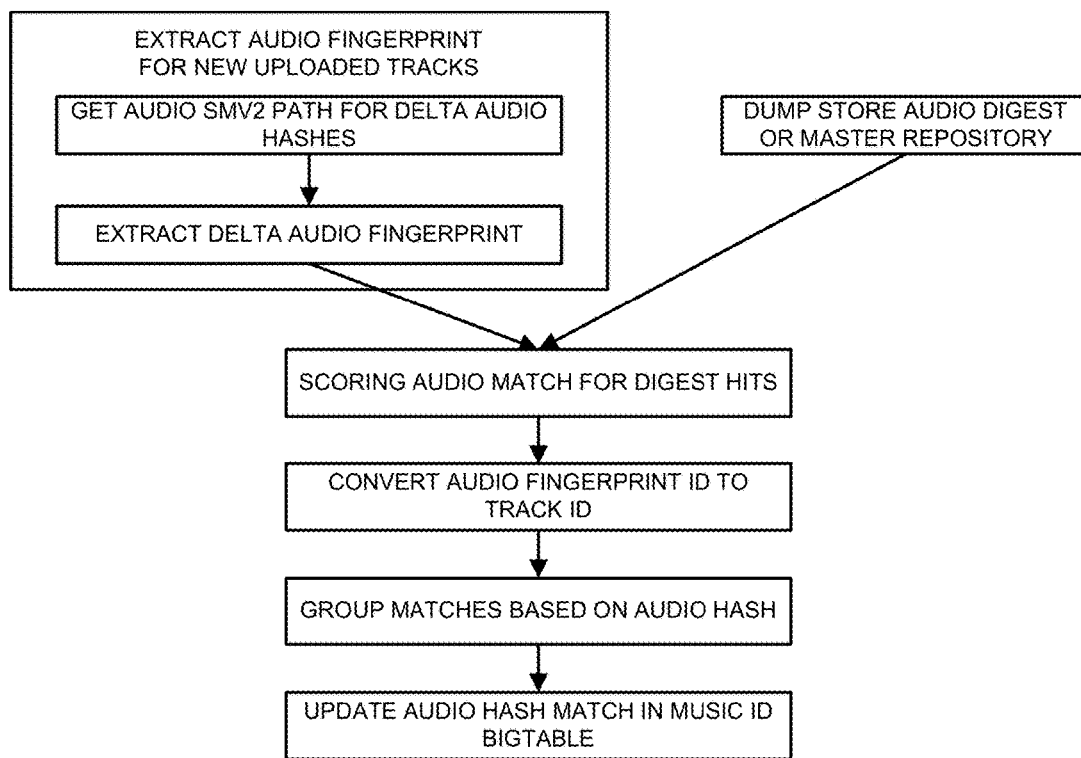 EXTRACT AUDIO FINGERPRINT
FOR NEW UPLOADED TRACKS
GET AUDIO SMV2 PATH FOR DELTA AUDIO
HASHES
EXTRACT DELTA AUDIO FINGERPRINT
DUMP STORE AUDIO DIGEST
OR MASTER REPOSITORY
SCORING AUDIO MATCH FOR DIGEST HITS
CONVERT AUDIO FINGERPRINT ID TO
TRACK ID
GROUP MATCHES BASED ON AUDIO HASH
UPDATE AUDIO HASH MATCH IN MUSIC ID
BIGTABLE